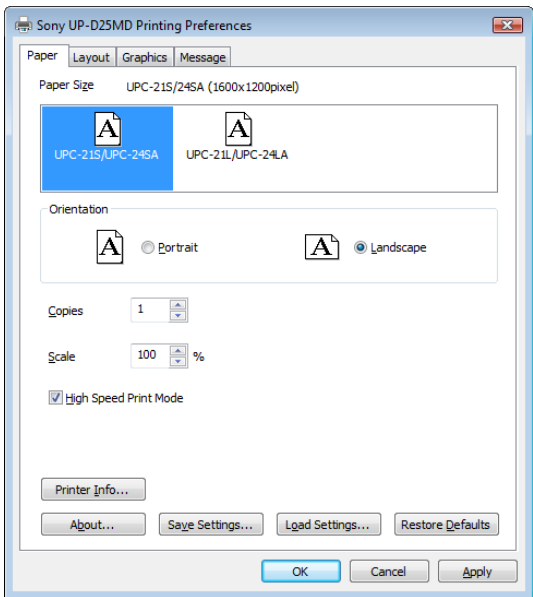 Sony UP-D25MD Printing Preferences
Paper Layout Graphics Message
Paper Size UPC-21S/24SA (1600x1200pixel)
A A
UPC-21S/UPC-24SA UPC-21L/UPC-24LA
Orientation
A Portrait A Landscape
Copies 1
Scale 100 %
High Speed Print Mode
Printer Info...
About... Save Settings... Load Settings... Restore Defaults
OK Cancel Apply